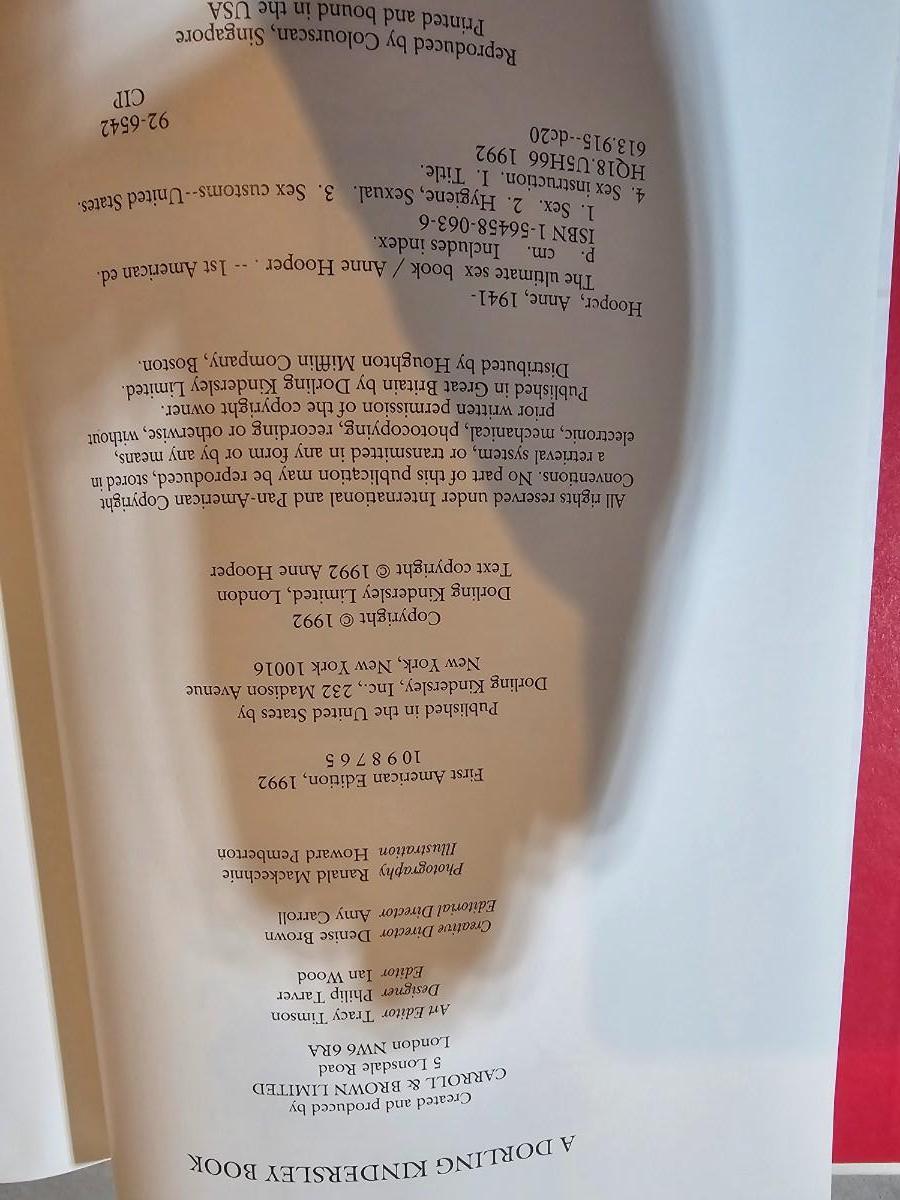 A DORLING KINDERSLEY BOOK
Created and produced by
CARROLL & BROWN LIMITED
5 Lonsdale Road
London NW6 6RA
Art Editor Tracy Timson
Designer Philip Tarver
Editor Ian Wood
Creative Director Denise Brown
Editorial Director Amy Carroll
Photography Ranald Mackechnie
Illustration Howard Pemberton
First American Edition, 1992
10 9 8 7 6 5
Published in the United States by
Dorling Kindersley, Inc., 232 Madison Avenue
New York, New York 10016
Copyright © 1992
Dorling Kindersley Limited, London
Text copyright © 1992 Anne Hooper
All rights reserved under International and Pan-American Copyright
Conventions. No part of this publication may be reproduced, stored in
a retrieval system, or transmitted in any form or by any means,
electronic, mechanical, photocopying, recording or otherwise, without
prior written permission of the copyright owner.
Published in Great Britain by Dorling Kindersley Limited.
Distributed by Houghton Mifflin Company, Boston.
Hooper, Anne, 1941-
The ultimate sex book / Anne Hooper . -- 1st American ed.
p. cm. Includes index.
ISBN 1-56458-063-6
1. Sex. 2. Hygiene, Sexual. 3. Sex customs--United States.
4. Sex instruction. I. Title.
HQ18.U5H66 1992
613.915--dc20
92-6542
CIP
Reproduced by Colourscan, Singapore
Printed and bound in the USA